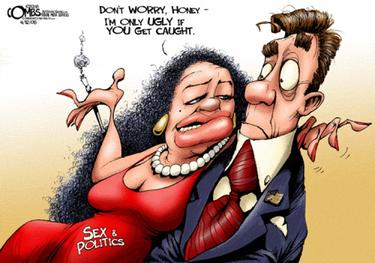 COMBS
DON'T WORRY, HONEY -
I'M ONLY UGLY IF
YOU GET CAUGHT.
SEX &
POLITICS